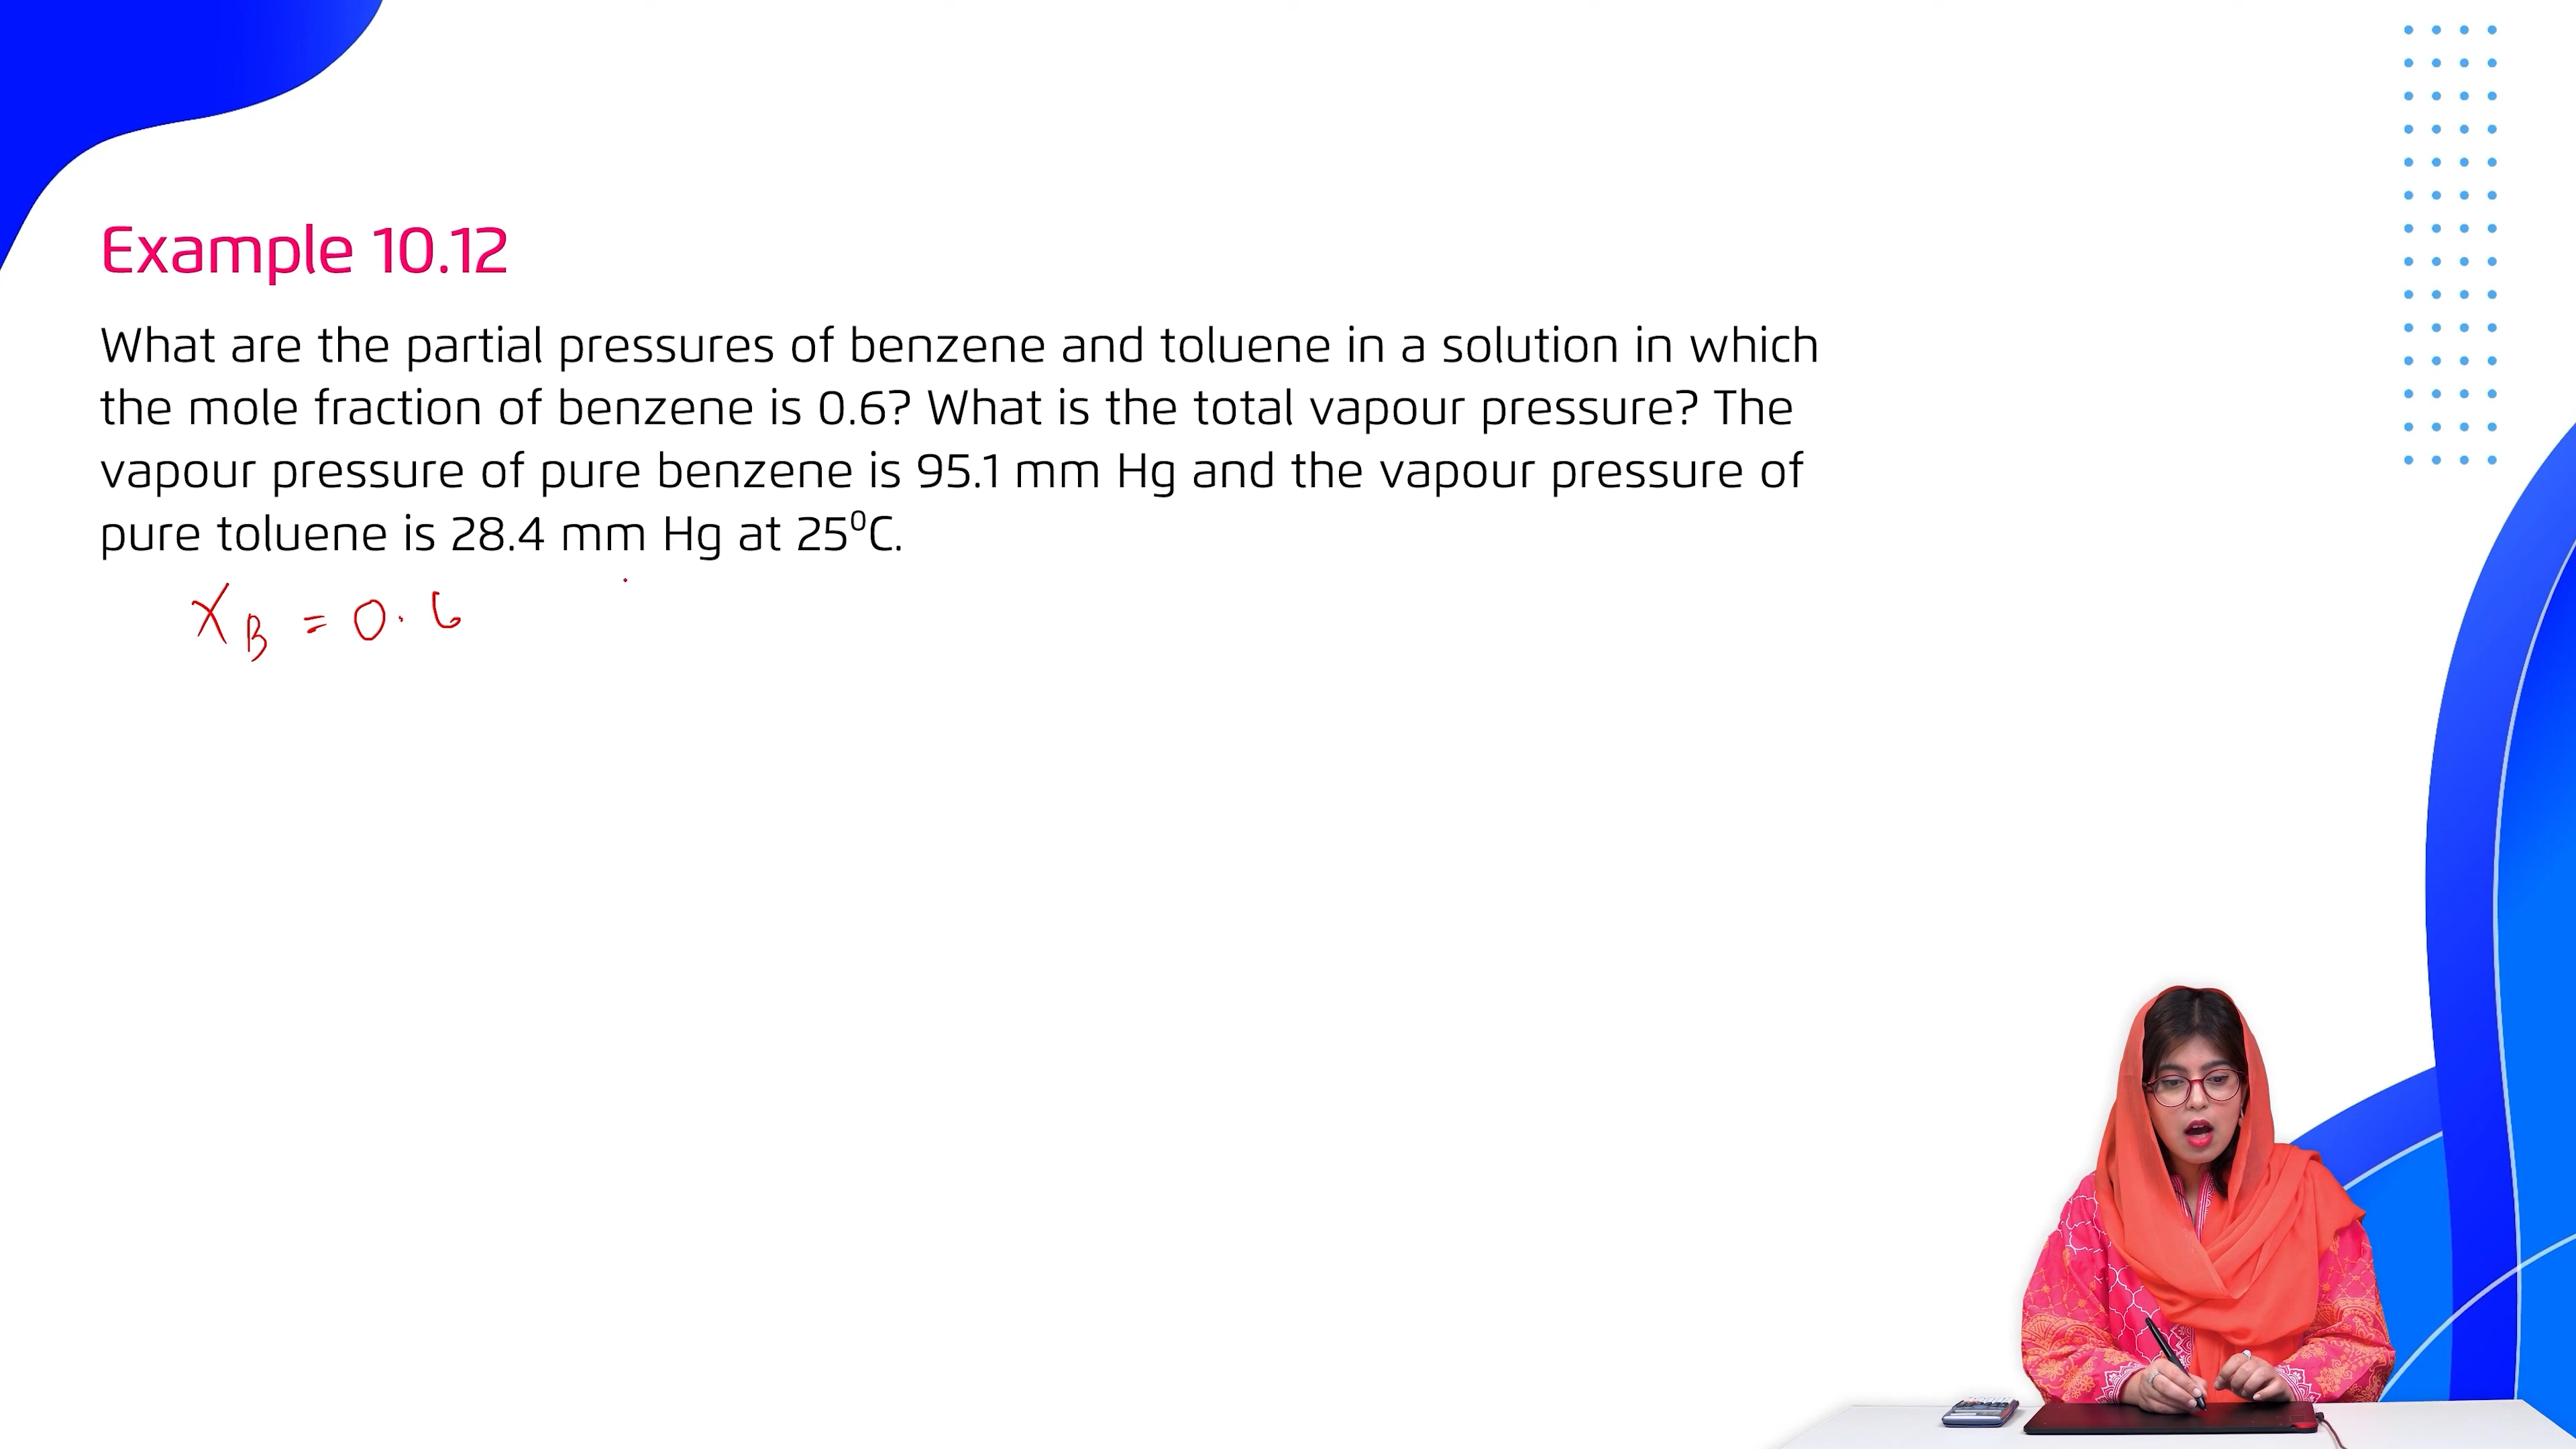 Example 10.12
What are the partial pressures of benzene and toluene in a solution in which
the mole fraction of benzene is 0.6? What is the total vapour pressure? The
vapour pressure of pure benzene is 95.1 mm Hg and the vapour pressure of
pure toluene is 28.4 mm Hg at 25⁰C.
X_B = 0.6